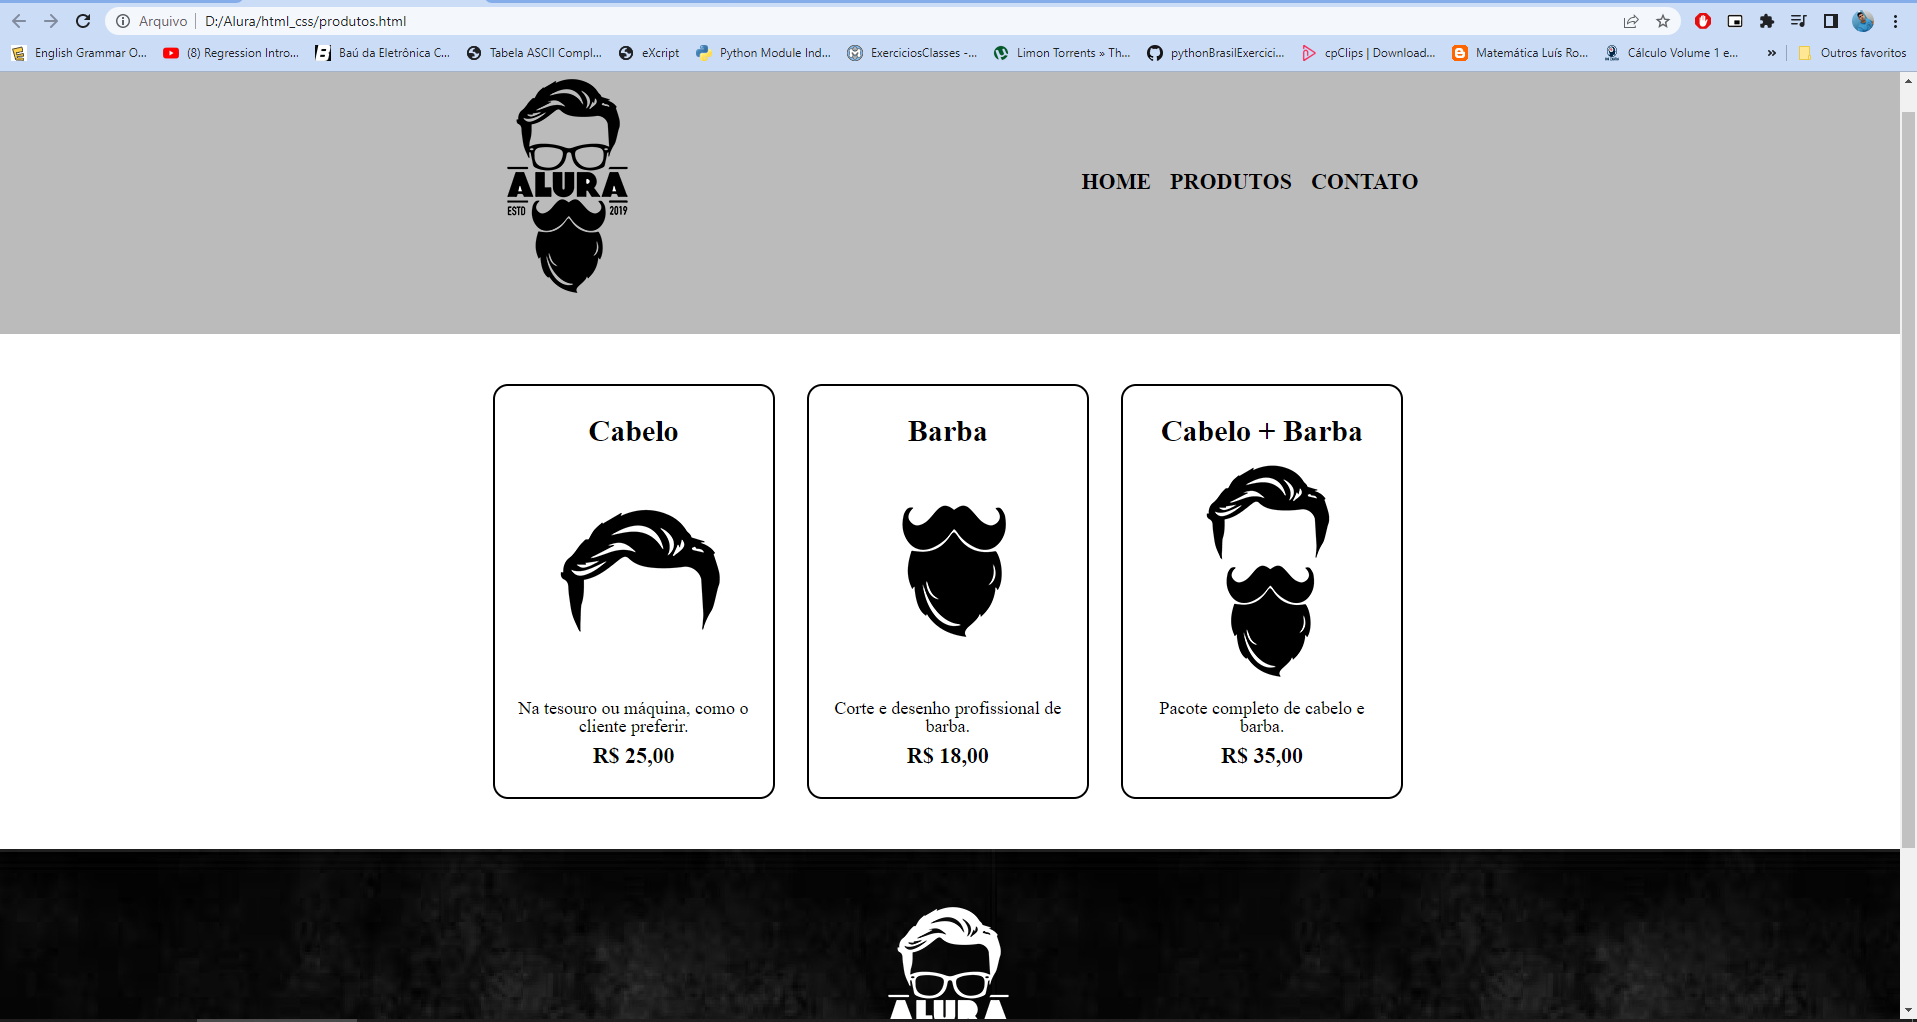 Arquivo D:/Alura/html_css/produtos.html
English Grammar O... (8) Regression Intro... Baú da Eletrônica C... Tabela ASCII Compl... eXcript Python Module Ind... ExerciciosClasses -... Limon Torrents » Th... pythonBrasilExercici... cpClips | Download... Matemática Luís Ro... Cálculo Volume 1 e... » Outros favoritos
ALURA
ESTD 2019
HOME PRODUTOS CONTATO
Cabelo
Na tesouro ou máquina, como o
cliente preferir.
R$ 25,00
Barba
Corte e desenho profissional de
barba.
R$ 18,00
Cabelo + Barba
Pacote completo de cabelo e
barba.
R$ 35,00
ALURA